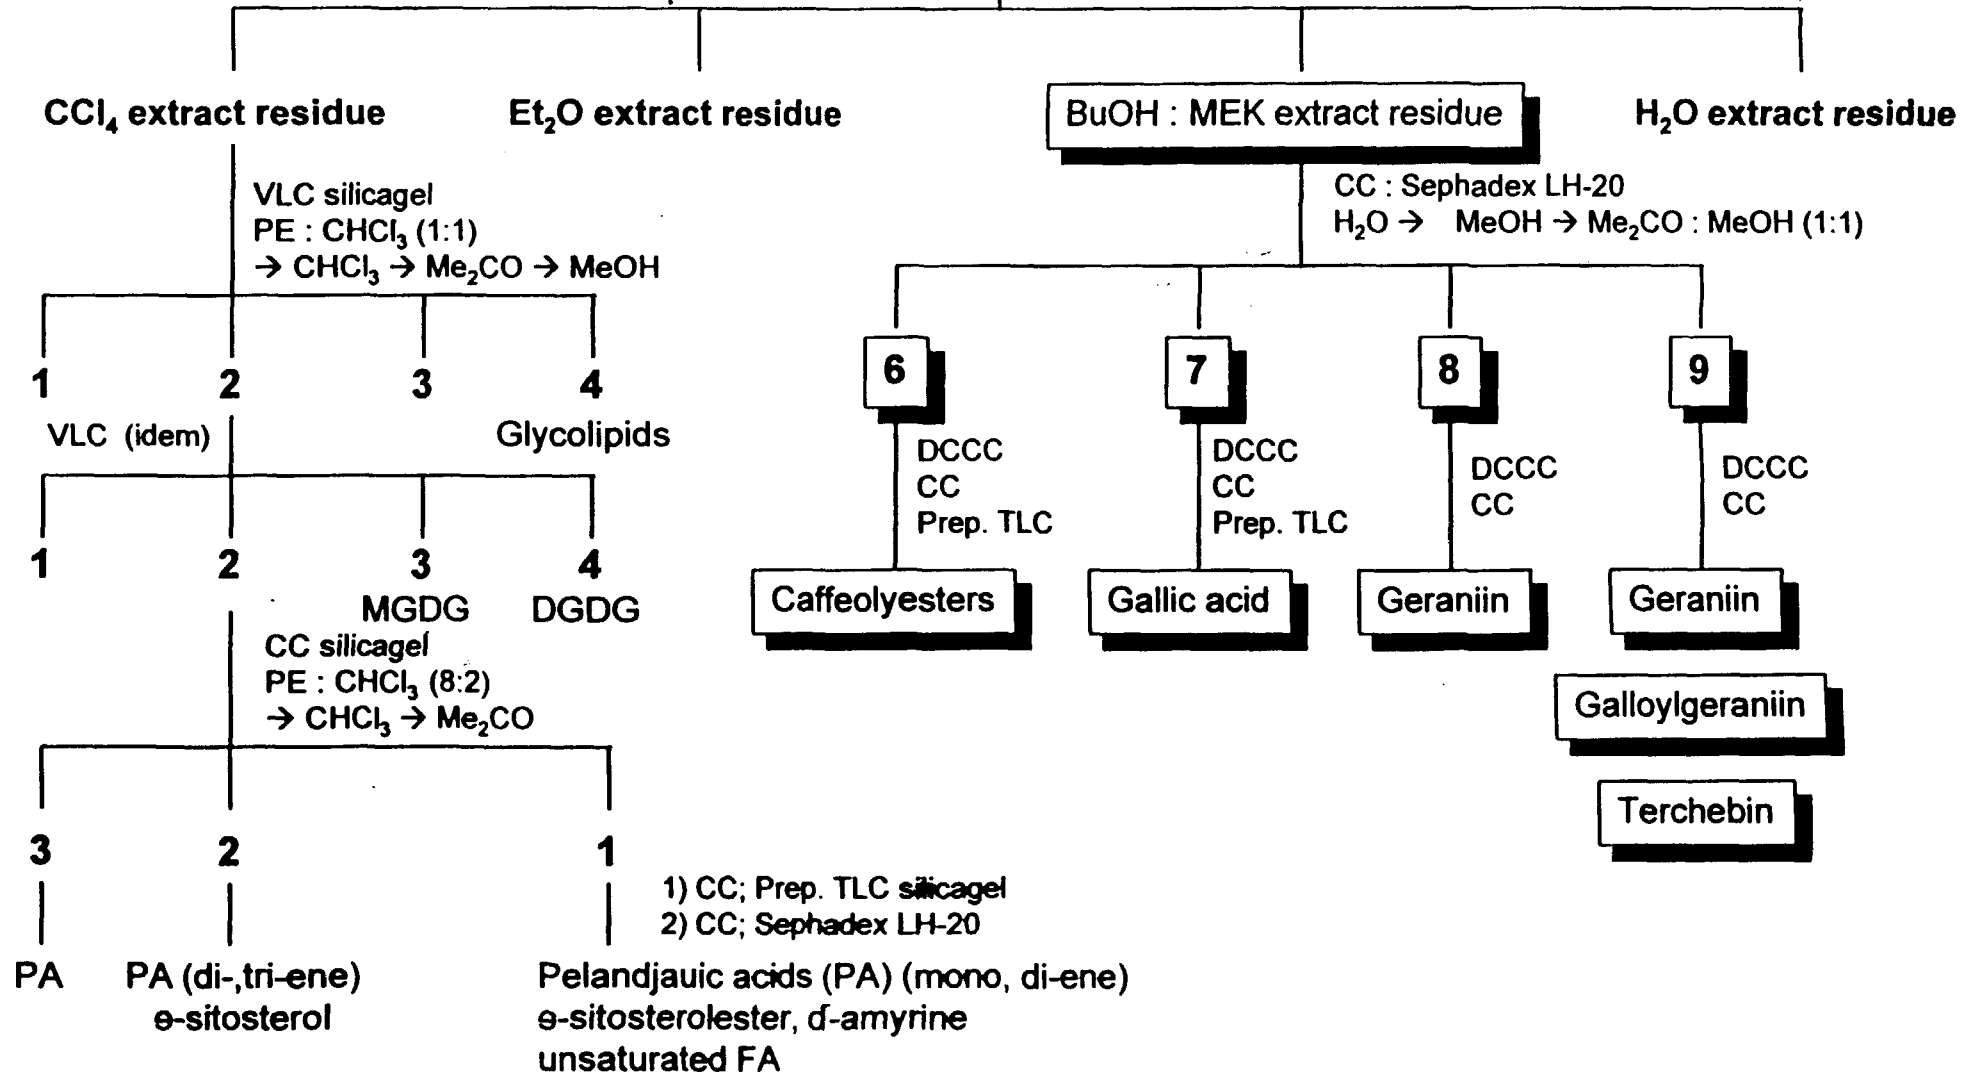 CCl₄ extract residue
Et₂O extract residue
BuOH : MEK extract residue
H₂O extract residue
VLC silicagel
PE : CHCl₃ (1:1)
→ CHCl₃ → Me₂CO → MeOH
CC : Sephadex LH-20
H₂O → MeOH → Me₂CO : MeOH (1:1)
1 2 3 4
VLC (idem)
Glycolipids
6 7 8 9
DCCC
CC
Prep. TLC
DCCC
CC
Prep. TLC
DCCC
CC
DCCC
CC
1 2 3 4
MGDG DGDG
Caffeolyesters
Gallic acid
Geraniin
Geraniin
Galloylgeraniin
Terchebin
CC silicagel
PE : CHCl₃ (8:2)
→ CHCl₃ → Me₂CO
3 2 1
1) CC; Prep. TLC silicagel
2) CC; Sephadex LH-20
PA
PA (di-,tri-ene)
ɘ-sitosterol
Pelandjauic acids (PA) (mono, di-ene)
ɘ-sitosterolester, ɗ-amyrine
unsaturated FA